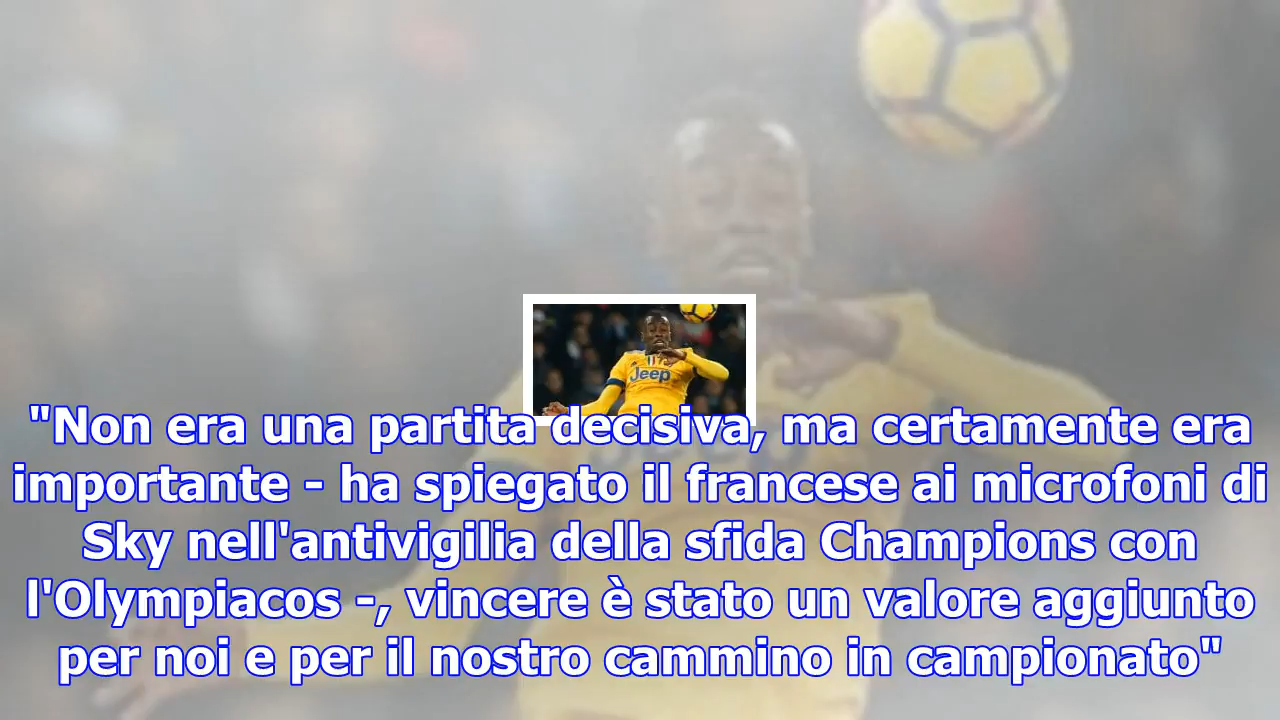 Jeep
"Non era una partita decisiva, ma certamente era
importante - ha spiegato il francese ai microfoni di
Sky nell'antivigilia della sfida Champions con
l'Olympiacos -, vincere è stato un valore aggiunto
per noi e per il nostro cammino in campionato"